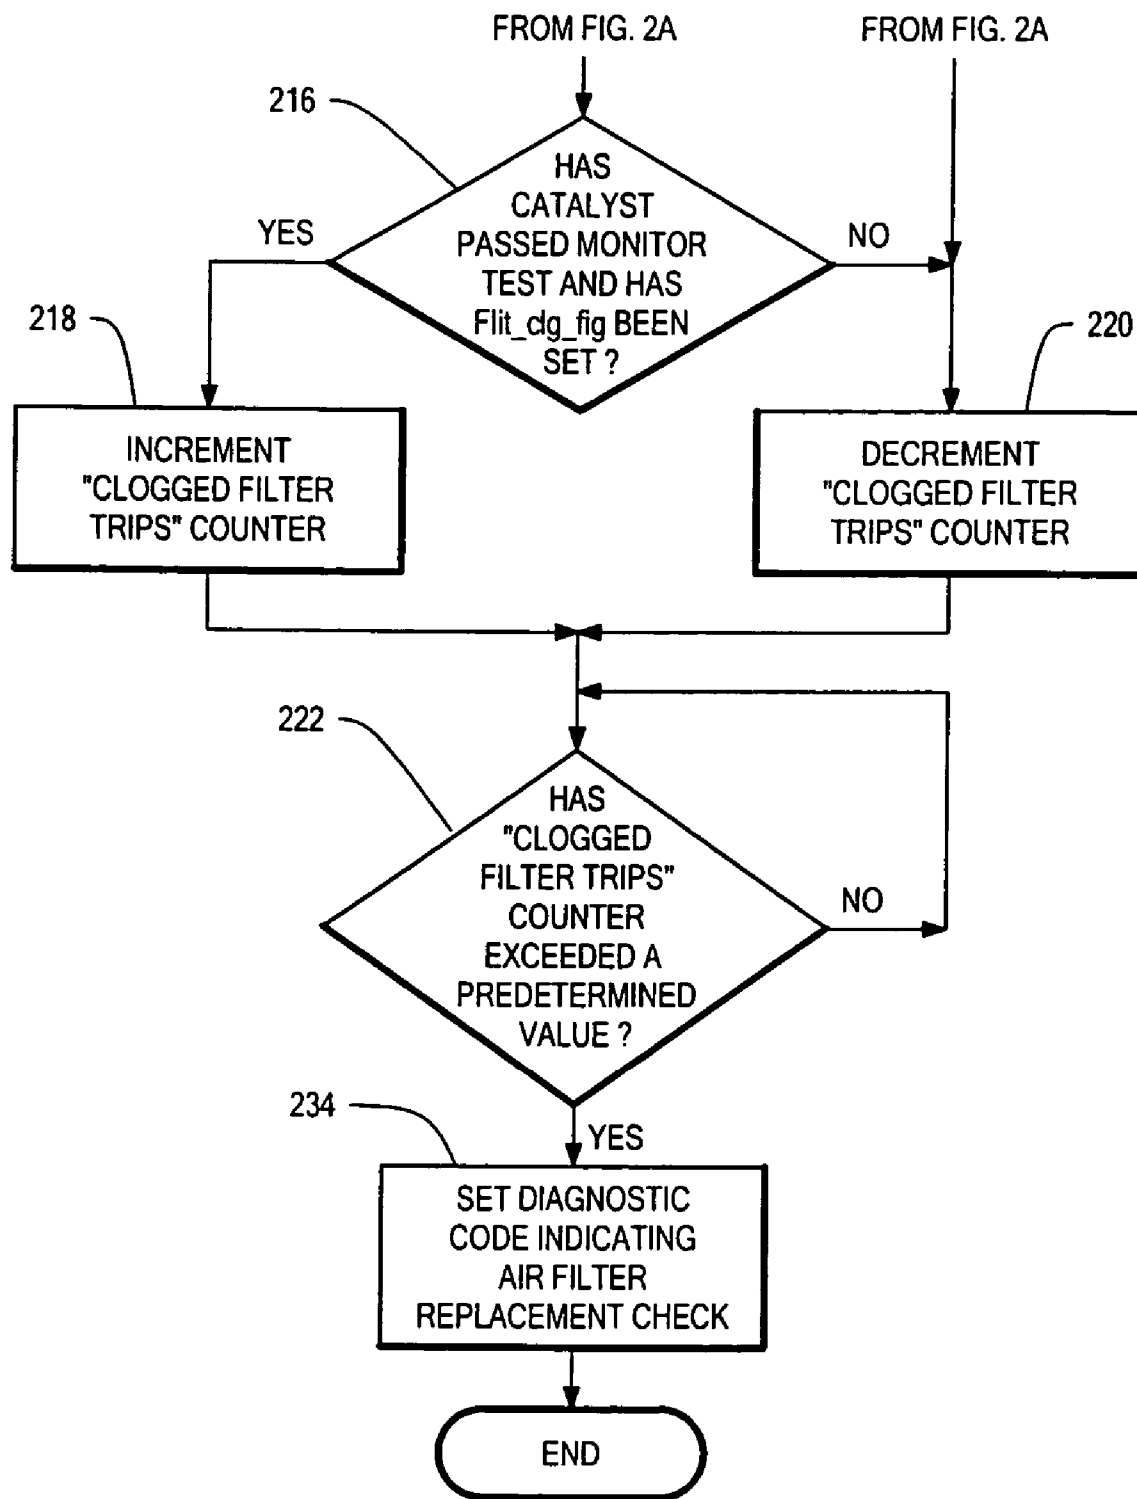 FROM FIG. 2A
FROM FIG. 2A
216
HAS
CATALYST
PASSED MONITOR
TEST AND HAS
Flit_clg_fig BEEN
SET ?
YES
NO
218
220
INCREMENT
"CLOGGED FILTER
TRIPS" COUNTER
DECREMENT
"CLOGGED FILTER
TRIPS" COUNTER
222
HAS
"CLOGGED
FILTER TRIPS"
COUNTER
EXCEEDED A
PREDETERMINED
VALUE ?
NO
234
YES
SET DIAGNOSTIC
CODE INDICATING
AIR FILTER
REPLACEMENT CHECK
END